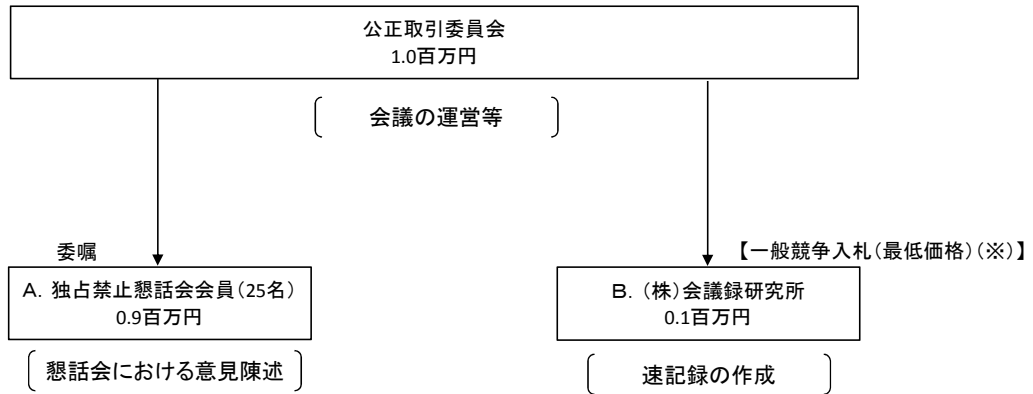 公正取引委員会
1.0百万円
会議の運営等
委嘱
【一般競争入札(最低価格)(※)】
A．独占禁止懇話会会員(25名)
0.9百万円
B．(株)会議録研究所
0.1百万円
懇話会における意見陳述
速記録の作成